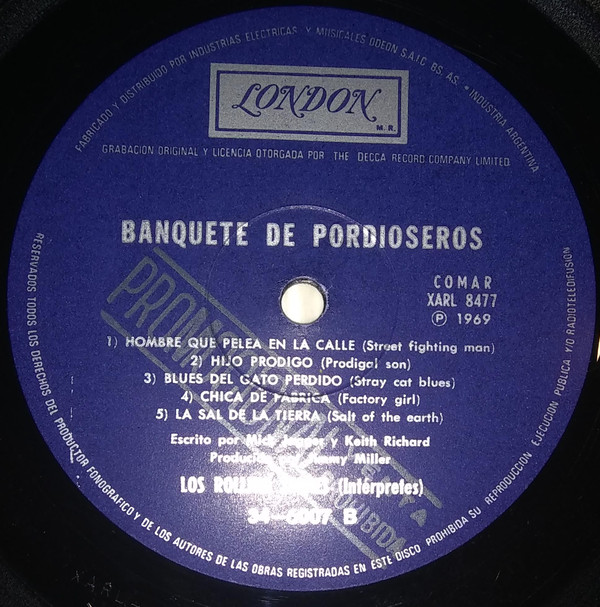 FABRICADO Y DISTRIBUIDO POR INDUSTRIAS ELECTRICAS Y MUSICALES ODEON S.A.I.C. BS. AS. • INDUSTRIA ARGENTINA
LONDON
M.R.
GRABACION ORIGINAL Y LICENCIA OTORGADA POR THE DECCA RECORD COMPANY LIMITED
BANQUETE DE PORDIOSEROS
COMAR
XARL 8477
Ⓟ 1969
1) HOMBRE QUE PELEA EN LA CALLE (Street fighting man)
2) HIJO PRODIGO (Prodigal son)
3) BLUES DEL GATO PERDIDO (Stray cat blues)
4) CHICA DE FABRICA (Factory girl)
5) LA SAL DE LA TIERRA (Salt of the earth)
Escrito por Mick Jagger y Keith Richard
Jimmy Miller
LOS ROLLING STONES (Intérpretes)
34-6007 B
RESERVADOS TODOS LOS DERECHOS DEL PRODUCTOR FONOGRAFICO Y DE LOS AUTORES DE LAS OBRAS REGISTRADAS EN ESTE DISCO PROHIBIDA SU REPRODUCCION EJECUCION PUBLICA Y/O RADIOTELEDIFUSION